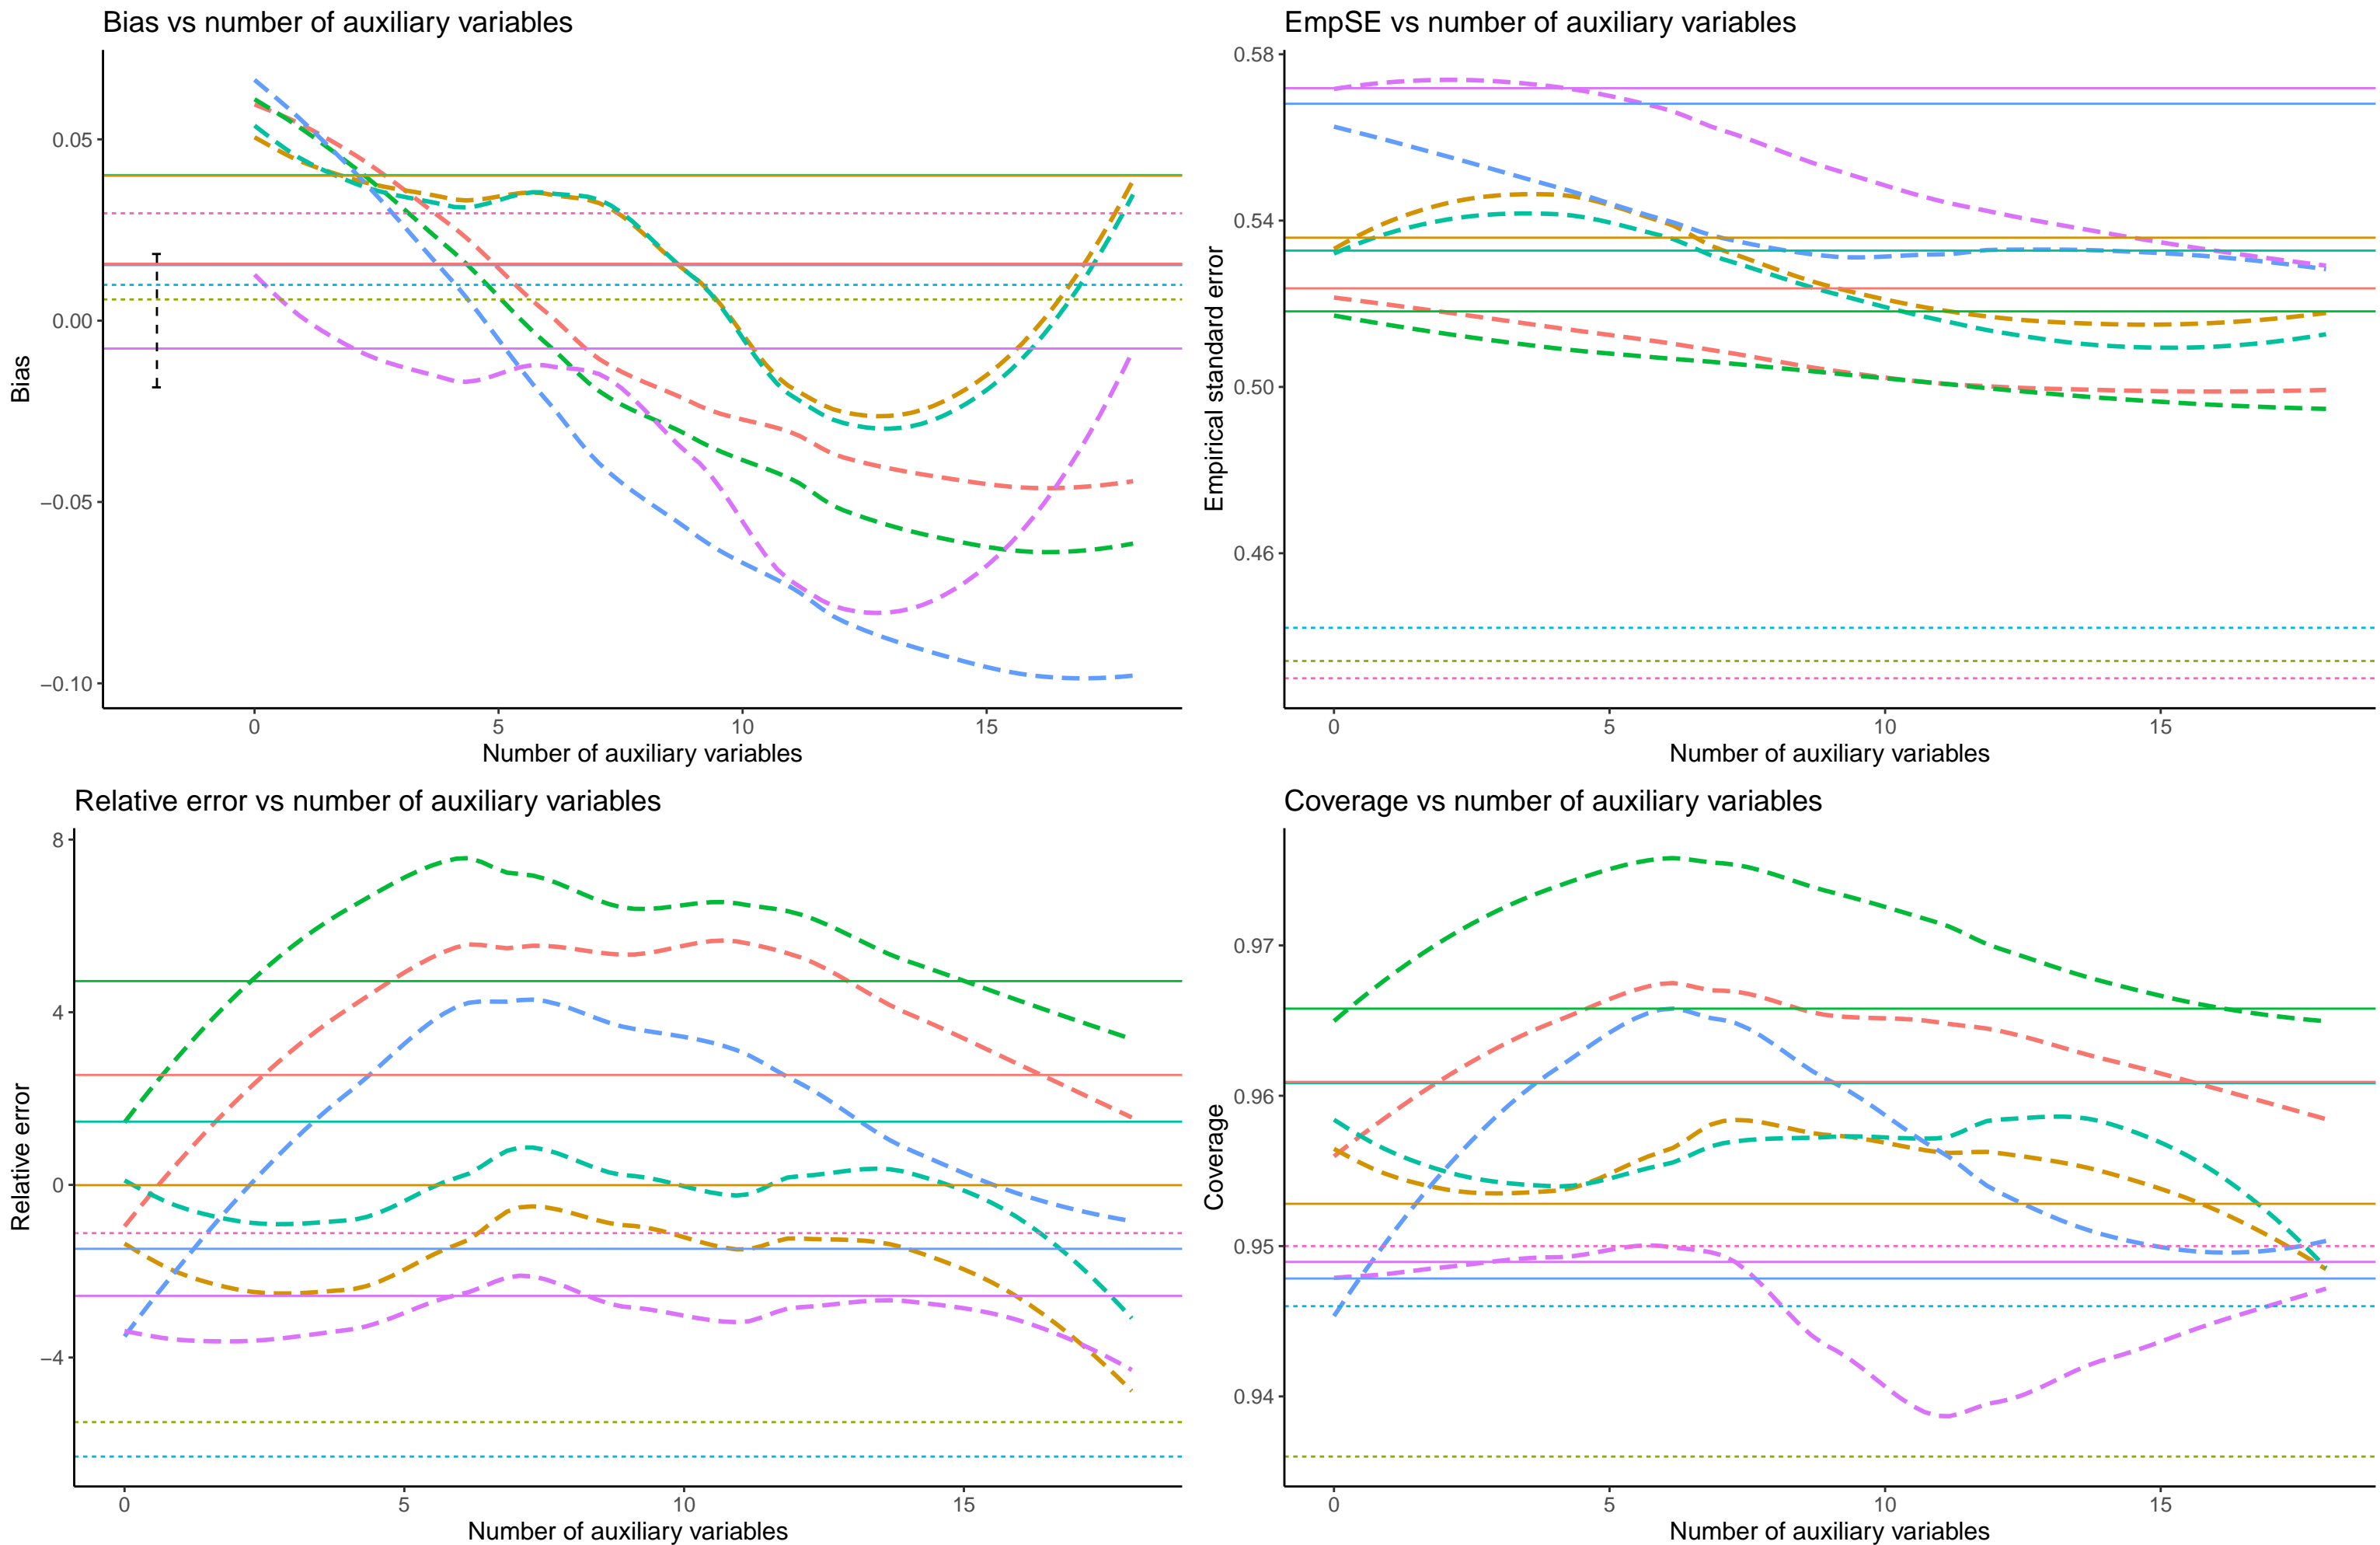 Bias vs number of auxiliary variables
0.05
0.00
−0.05
−0.10
Bias
0 5 10 15
Number of auxiliary variables
EmpSE vs number of auxiliary variables
0.58
0.54
0.50
0.46
Empirical standard error
0 5 10 15
Number of auxiliary variables
Relative error vs number of auxiliary variables
8
4
0
−4
Relative error
0 5 10 15
Number of auxiliary variables
Coverage vs number of auxiliary variables
0.97
0.96
0.95
0.94
Coverage
0 5 10 15
Number of auxiliary variables